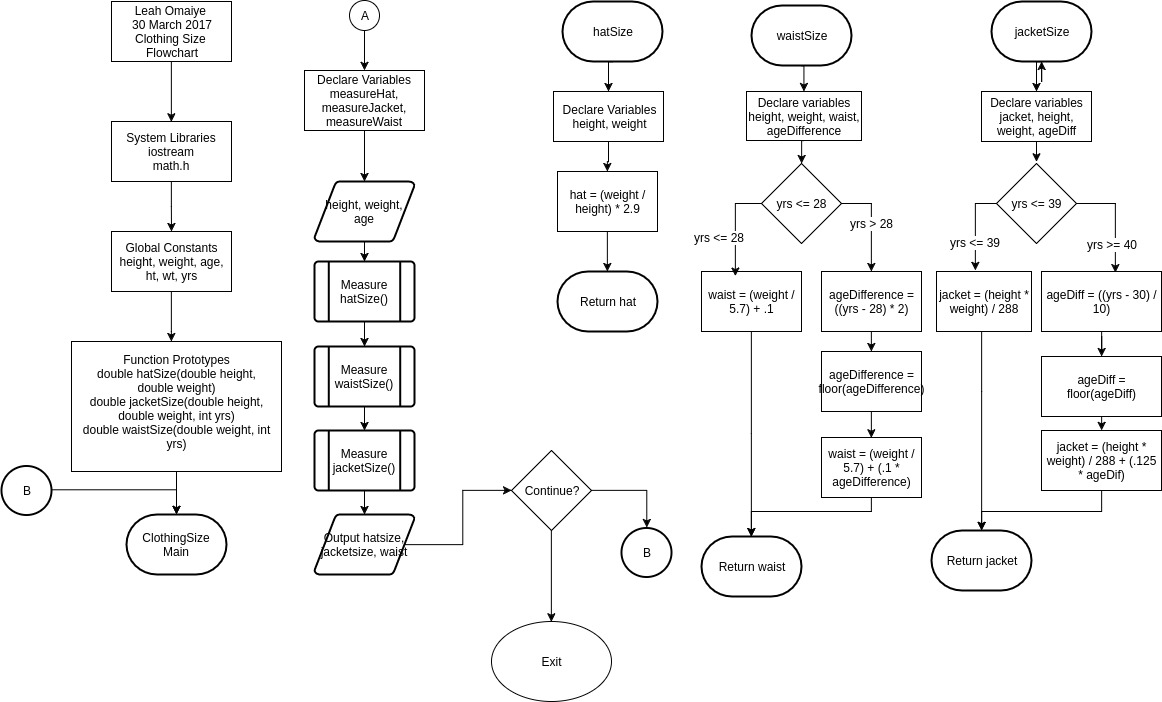 Leah Omaiye
30 March 2017
Clothing Size
Flowchart
System Libraries
iostream
math.h
Global Constants
height, weight, age,
ht, wt, yrs
Function Prototypes
double hatSize(double height,
double weight)
double jacketSize(double height,
double weight, int yrs)
double waistSize(double weight, int
yrs)
B
ClothingSize
Main
A
Declare Variables
measureHat,
measureJacket,
measureWaist
height, weight,
age
Measure
hatSize()
Measure
waistSize()
Measure
jacketSize()
Output hatsize,
jacketsize, waist
Continue?
B
Exit
hatSize
Declare Variables
height, weight
hat = (weight /
height) * 2.9
Return hat
waistSize
Declare variables
height, weight, waist,
ageDifference
yrs <= 28
yrs <= 28
yrs > 28
waist = (weight /
5.7) + .1
ageDifference =
((yrs - 28) * 2)
ageDifference =
floor(ageDifference)
waist = (weight /
5.7) + (.1 *
ageDifference)
Return waist
jacketSize
Declare variables
jacket, height,
weight, ageDiff
yrs <= 39
yrs <= 39
yrs >= 40
jacket = (height *
weight) / 288
ageDiff = ((yrs - 30) /
10)
ageDiff =
floor(ageDiff)
jacket = (height *
weight) / 288 + (.125
* ageDif)
Return jacket